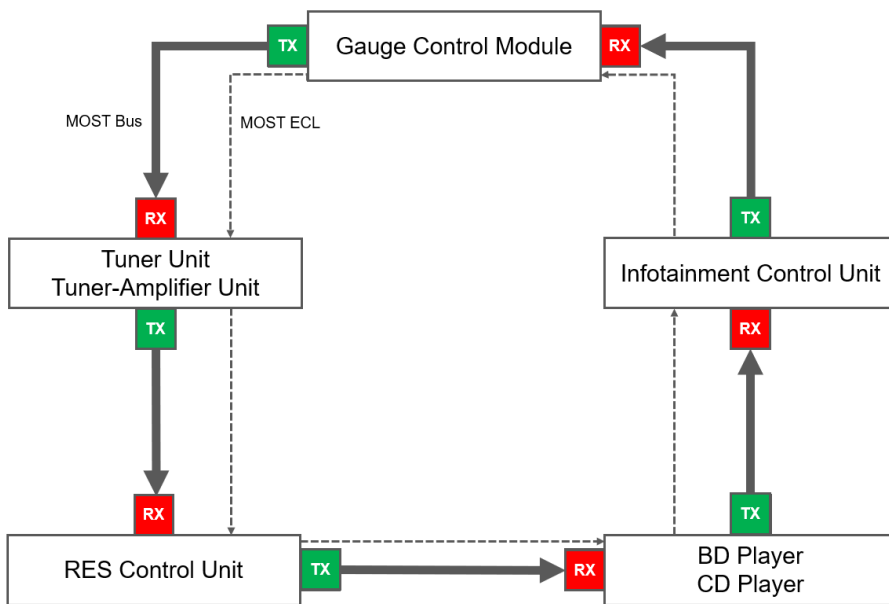 TX
Gauge Control Module
RX
MOST Bus
MOST ECL
RX
TX
Tuner Unit
Tuner-Amplifier Unit
Infotainment Control Unit
TX
RX
RX
TX
RES Control Unit
TX
RX
BD Player
CD Player